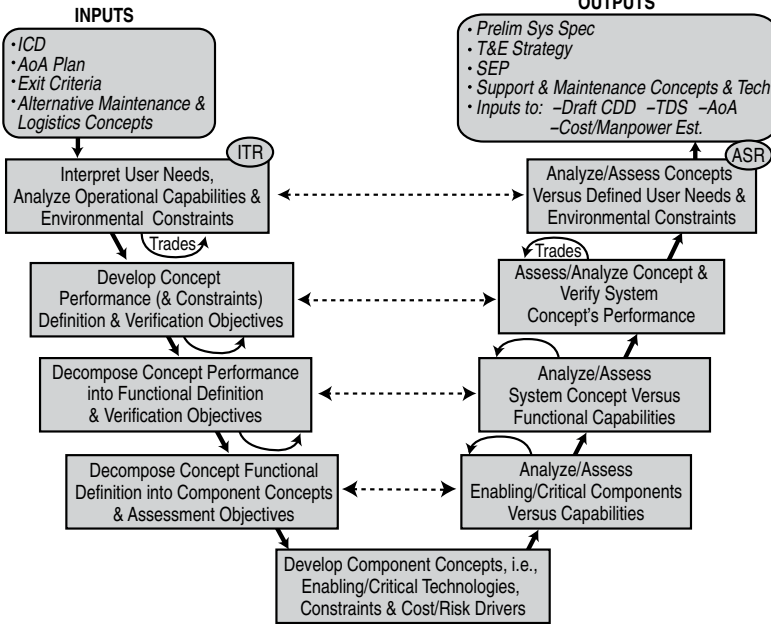 INPUTS
• ICD
• AoA Plan
• Exit Criteria
• Alternative Maintenance &
Logistics Concepts
OUTPUTS
• Prelim Sys Spec
• T&E Strategy
• SEP
• Support & Maintenance Concepts & Tech
• Inputs to: –Draft CDD –TDS –AoA
–Cost/Manpower Est.
ITR
Interpret User Needs,
Analyze Operational Capabilities &
Environmental Constraints
Trades
Develop Concept
Performance (& Constraints)
Definition & Verification Objectives
Decompose Concept Performance
into Functional Definition
& Verification Objectives
Decompose Concept Functional
Definition into Component Concepts
& Assessment Objectives
Develop Component Concepts, i.e.,
Enabling/Critical Technologies,
Constraints & Cost/Risk Drivers
ASR
Analyze/Assess Concepts
Versus Defined User Needs &
Environmental Constraints
Trades
Assess/Analyze Concept &
Verify System
Concept's Performance
Analyze/Assess
System Concept Versus
Functional Capabilities
Analyze/Assess
Enabling/Critical Components
Versus Capabilities